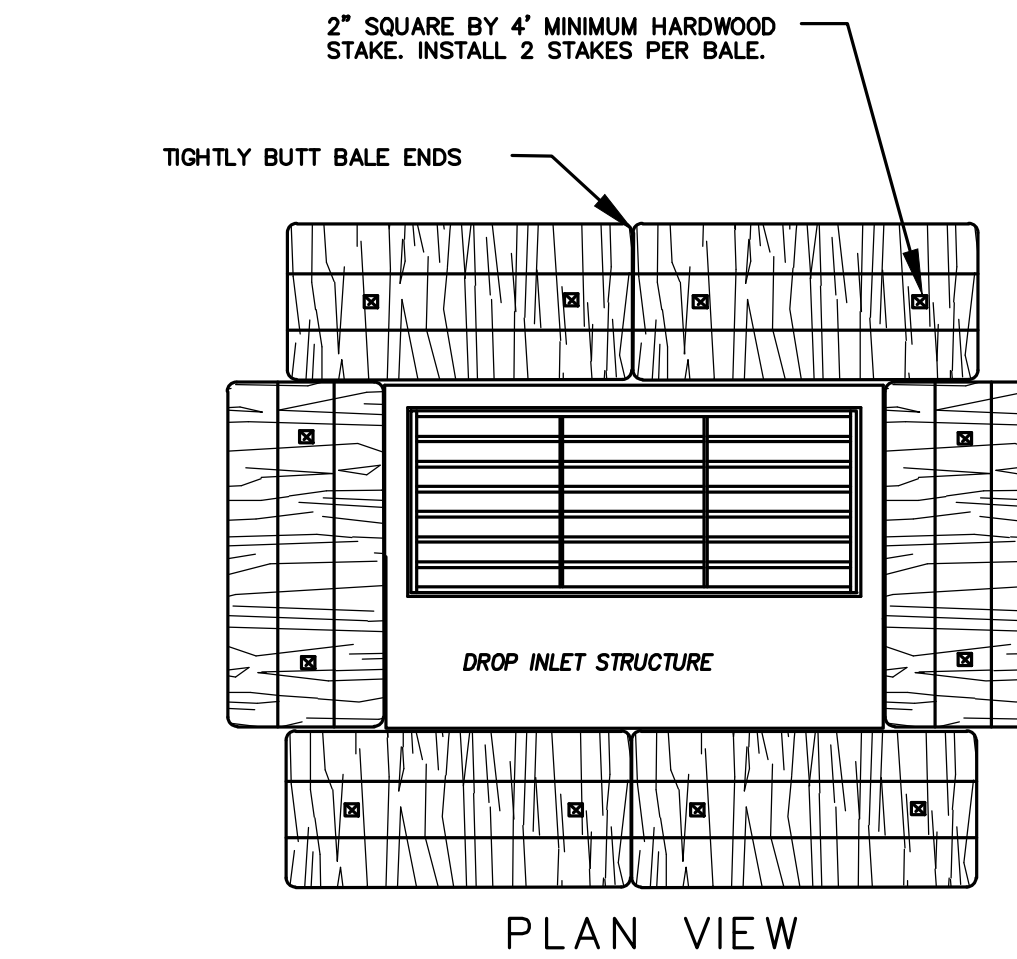 2" SQUARE BY 4' MINIMUM HARDWOOD
STAKE. INSTALL 2 STAKES PER BALE.
TIGHTLY BUTT BALE ENDS
DROP INLET STRUCTURE
PLAN VIEW